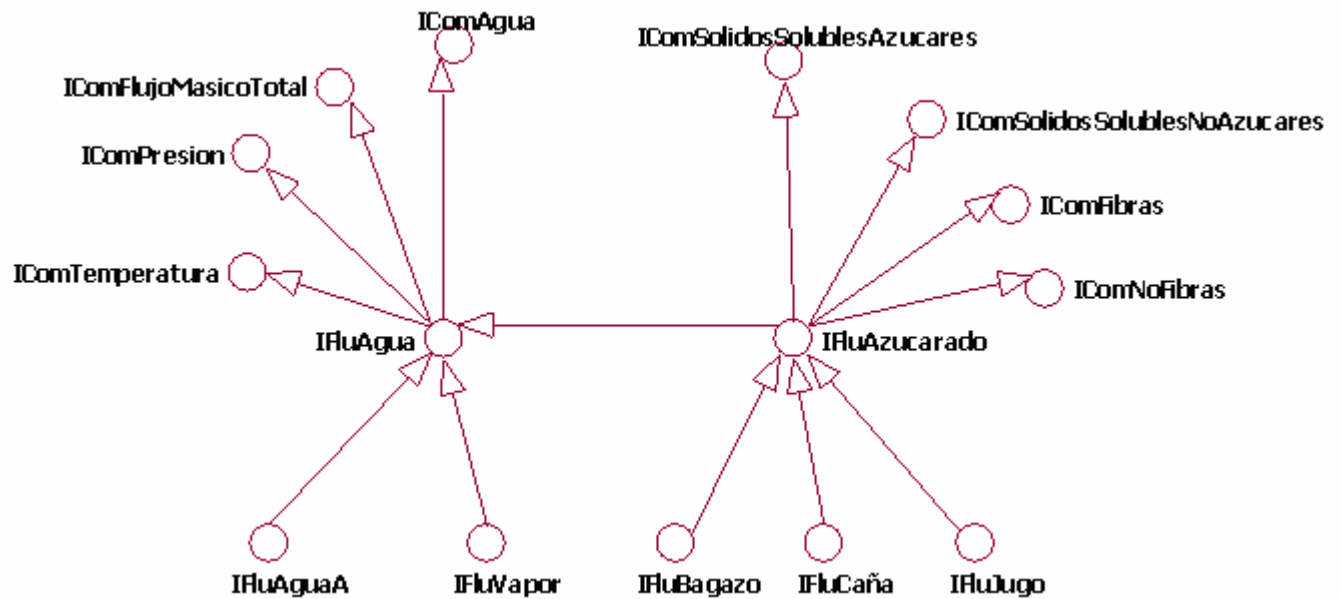 IComAgua
IComSolidosSolublesAzucares
IComFlujoMasicoTotal
IComSolidosSolublesNoAzucares
IComPresion
IComFibras
IComTemperatura
IComNoFibras
IFluAgua
IFluAzucarado
IFluAguaA
IFluVapor
IFluBagazo
IFluCaña
IFluJugo